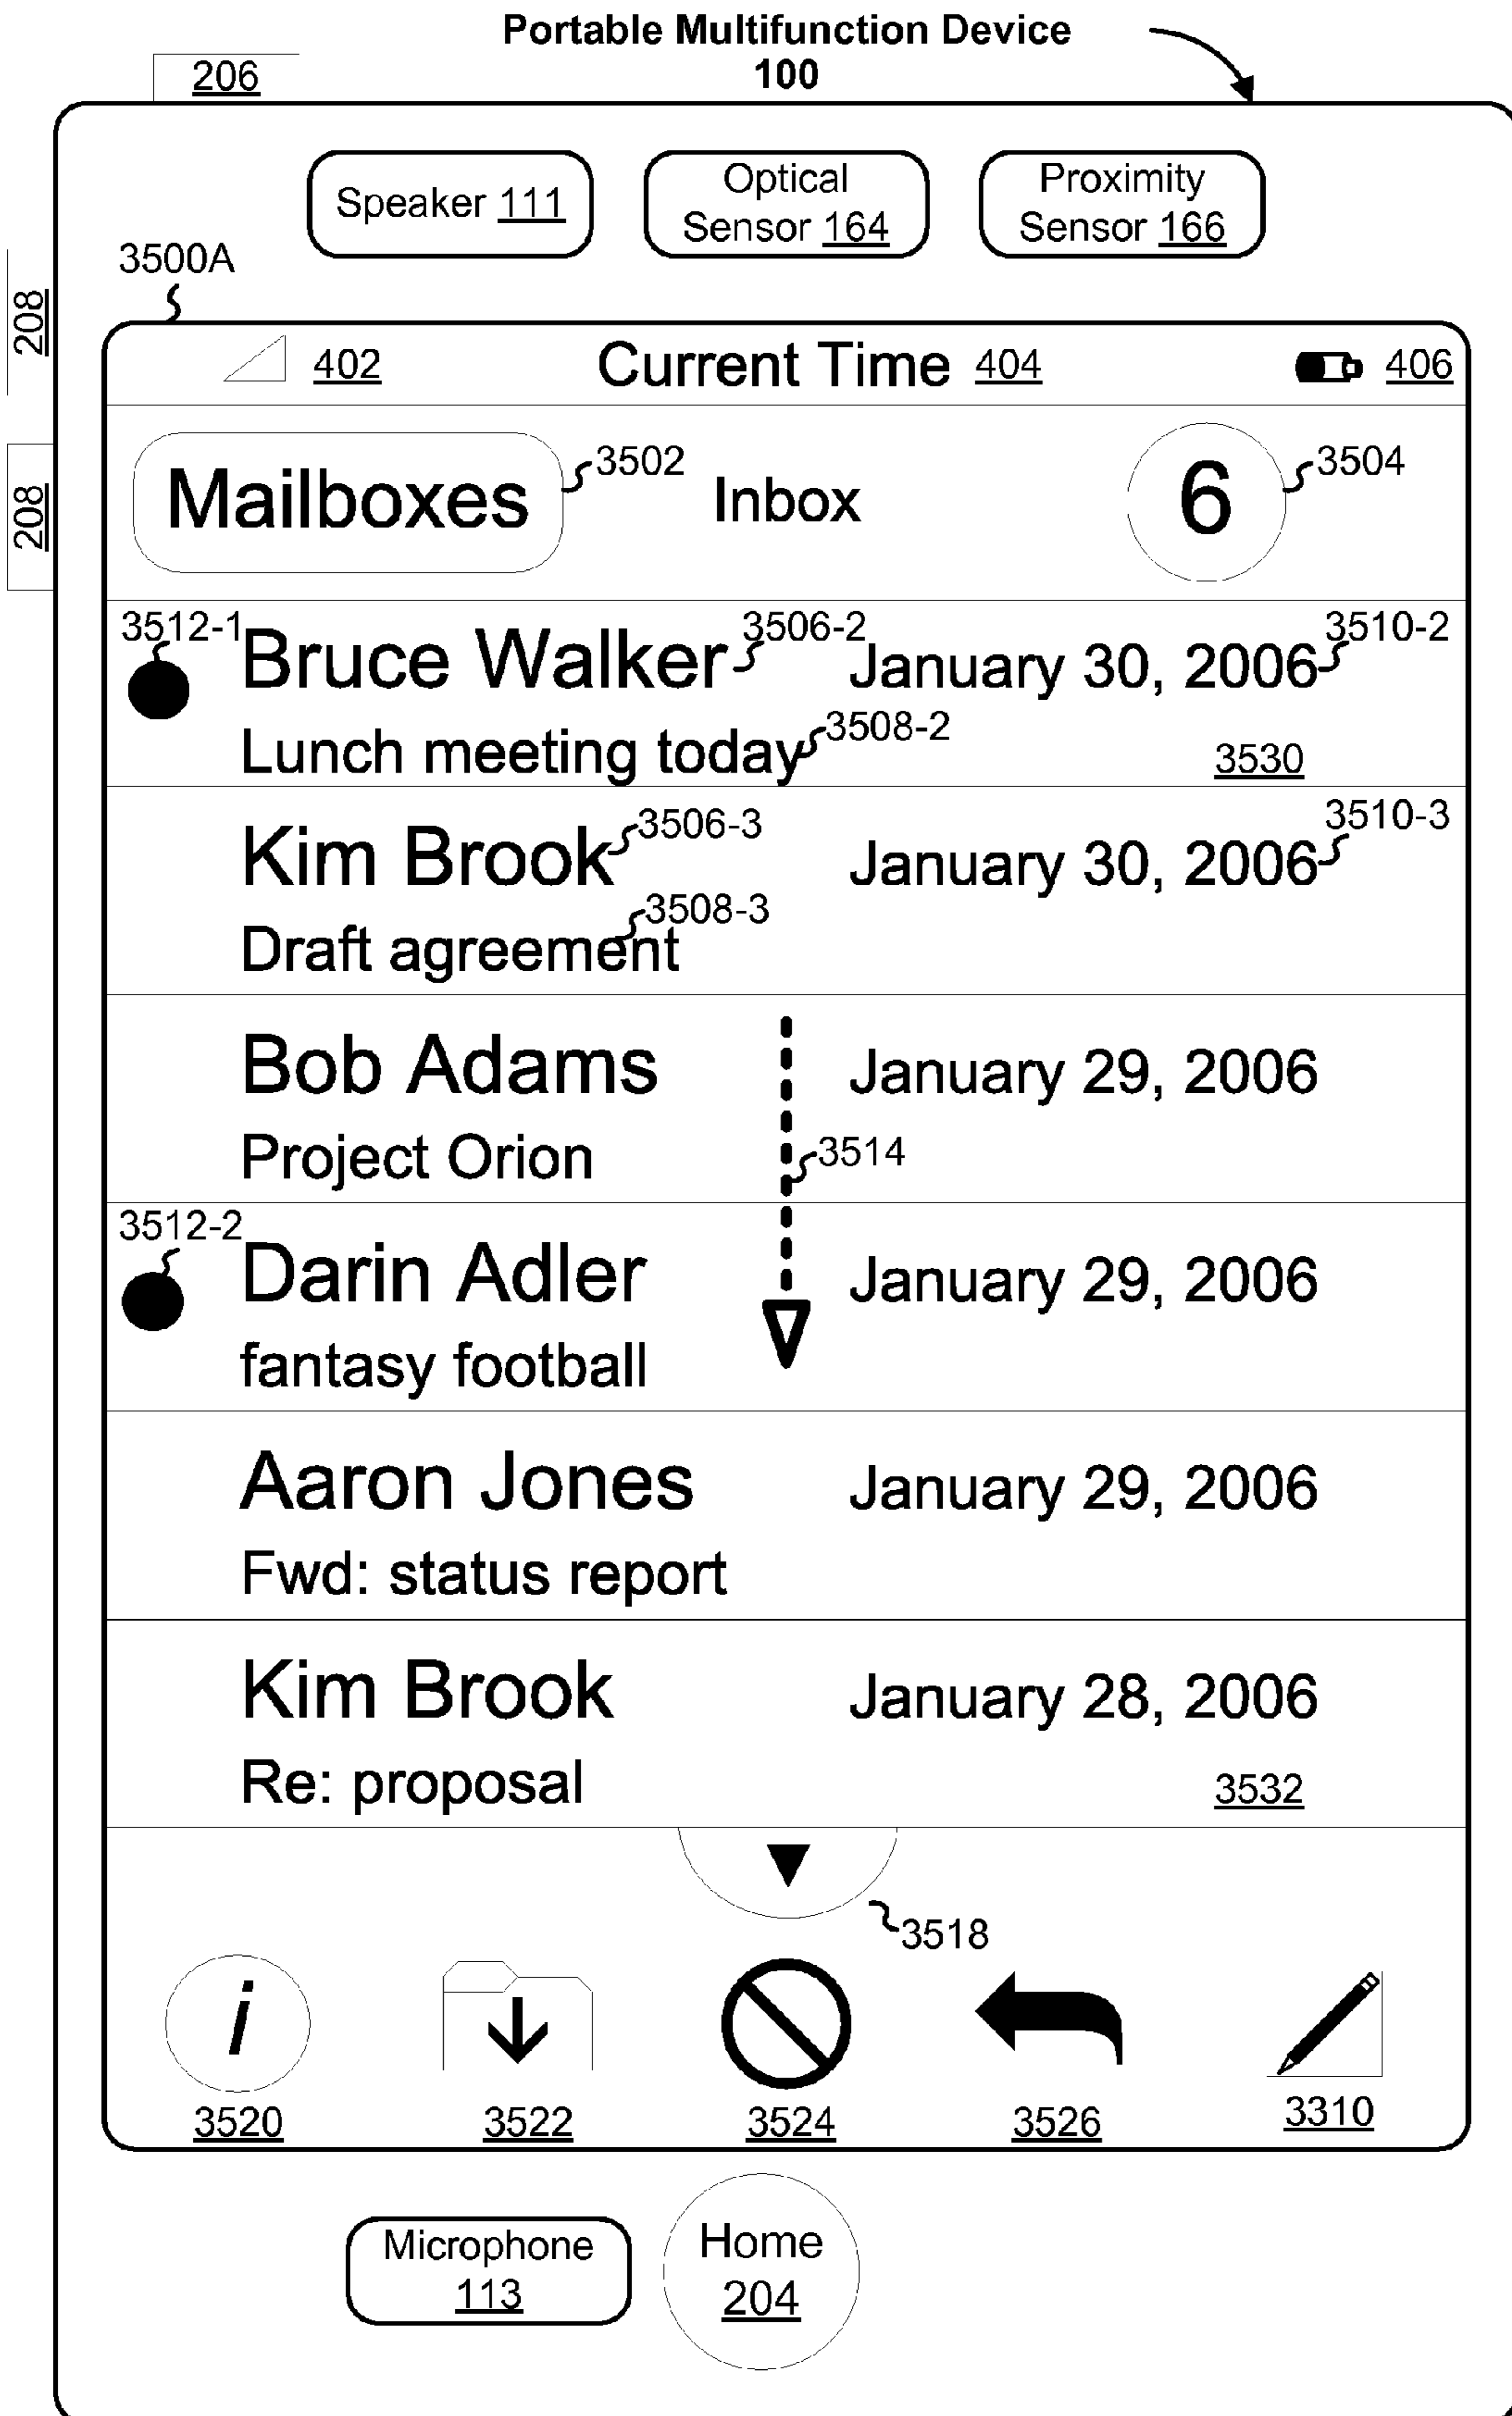 Portable Multifunction Device
100
206
Speaker 111
Optical
Sensor 164
Proximity
Sensor 166
3500A
208
402
Current Time 404
406
Mailboxes
3502
Inbox
6
3504
208
3512-1
Bruce Walker
3506-2
January 30, 2006
3510-2
Lunch meeting today
3508-2
3530
Kim Brook
3506-3
January 30, 2006
3510-3
Draft agreement
3508-3
Bob Adams
January 29, 2006
Project Orion
3514
3512-2
Darin Adler
January 29, 2006
fantasy football
Aaron Jones
January 29, 2006
Fwd: status report
Kim Brook
January 28, 2006
Re: proposal
3532
3518
i
3520
3522
3524
3526
3310
Microphone
113
Home
204